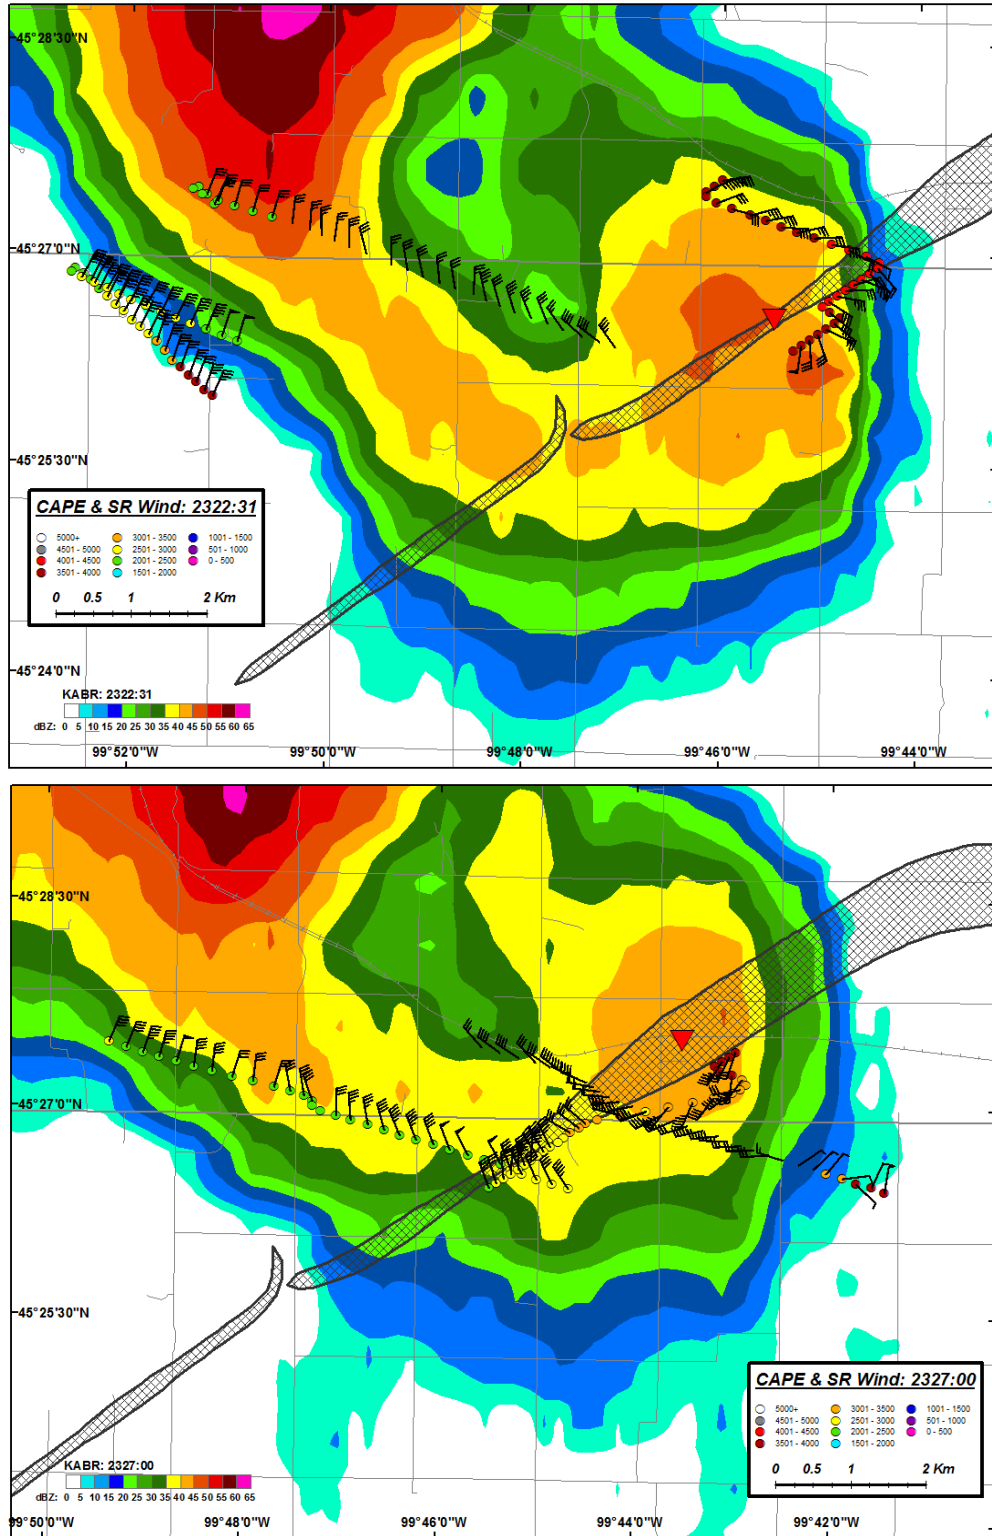 45°28'30"N
45°27'0"N
45°25'30"N
CAPE & SR Wind: 2322:31
5000+ 3001 - 3500 1001 - 1500
4501 - 5000 2501 - 3000 501 - 1000
4001 - 4500 2001 - 2500 0 - 500
3501 - 4000 1501 - 2000
0 0.5 1 2 Km
45°24'0"N
KABR: 2322:31
dBZ: 0 5 10 15 20 25 30 35 40 45 50 55 60 65
99°52'0"W 99°50'0"W 99°48'0"W 99°46'0"W 99°44'0"W
45°28'30"N
45°27'0"N
45°25'30"N
CAPE & SR Wind: 2327:00
5000+ 3001 - 3500 1001 - 1500
4501 - 5000 2501 - 3000 501 - 1000
4001 - 4500 2001 - 2500 0 - 500
3501 - 4000 1501 - 2000
0 0.5 1 2 Km
KABR: 2327:00
dBZ: 0 5 10 15 20 25 30 35 40 45 50 55 60 65
99°50'0"W 99°48'0"W 99°46'0"W 99°44'0"W 99°42'0"W